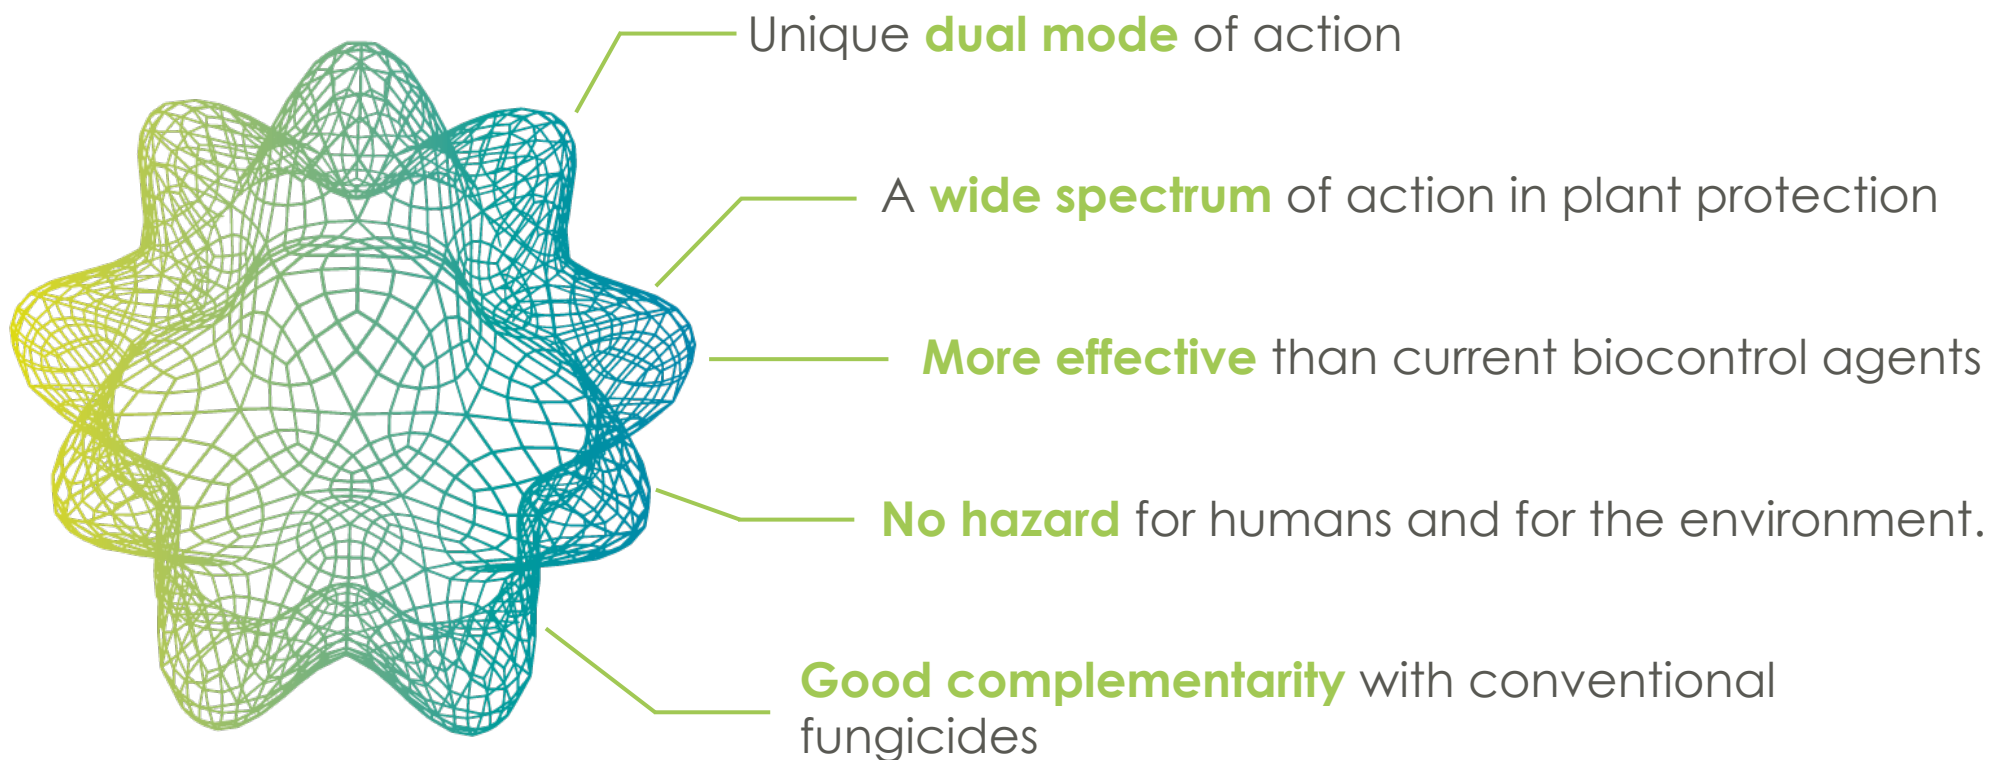 Unique dual mode of action
A wide spectrum of action in plant protection
More effective than current biocontrol agents
No hazard for humans and for the environment.
Good complementarity with conventional
fungicides